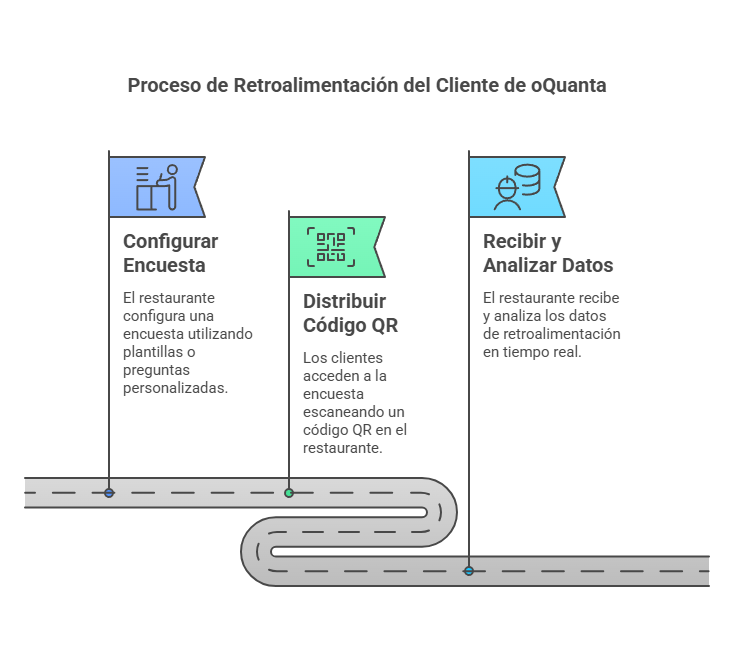 Proceso de Retroalimentación del Cliente de oQuanta
Configurar
Encuesta
El restaurante
configura una
encuesta utilizando
plantillas o
preguntas
personalizadas.
Distribuir
Código QR
Los clientes
acceden a la
encuesta
escaneando un
código QR en el
restaurante.
Recibir y
Analizar Datos
El restaurante recibe
y analiza los datos
de retroalimentación
en tiempo real.